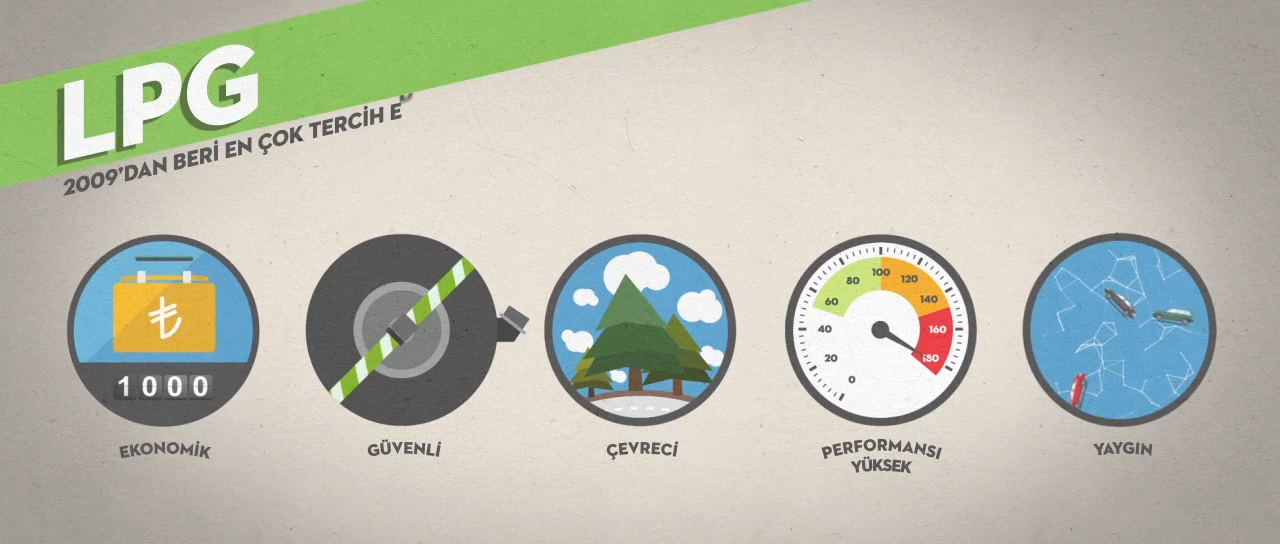 LPG
2009'DAN BERİ EN ÇOK TERCİH
₺
1000
60 80 100 120 140 160 180
40
20
0
EKONOMİK
GÜVENLİ
ÇEVRECİ
PERFORMANSI
YÜKSEK
YAYGIN